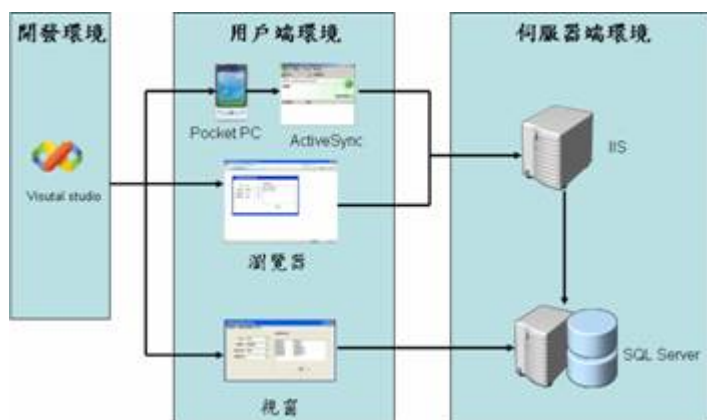 開發環境
Visutal studio
用戶端環境
Pocket PC
ActiveSync
瀏覽器
視窗
伺服器端環境
IIS
SQL Server